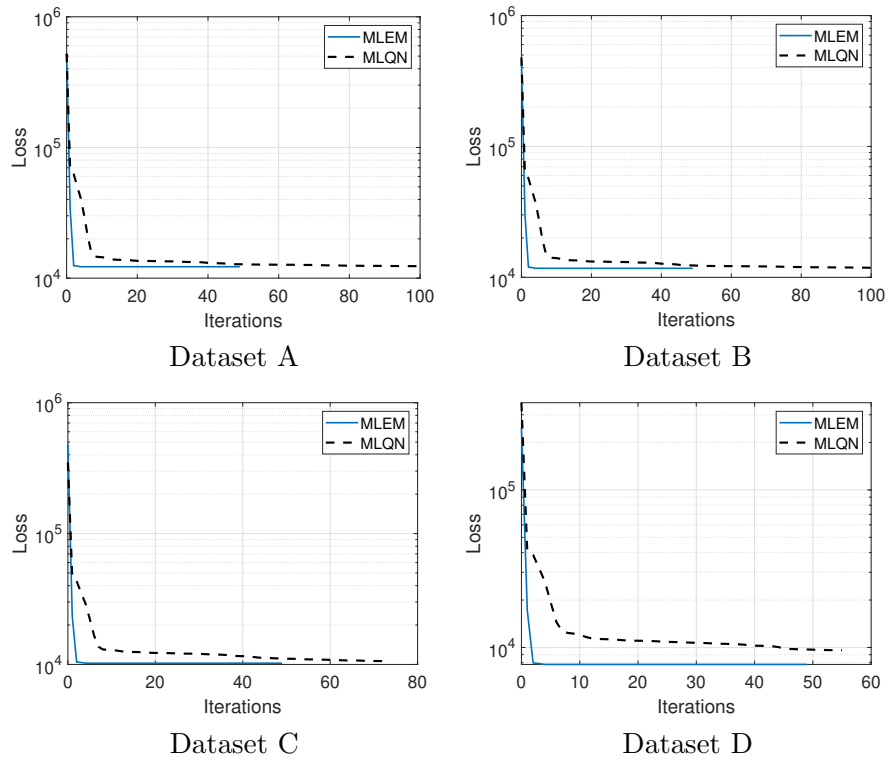 10^6
10^5
10^4
Loss
MLEM
MLQN
0 20 40 60 80 100
Iterations
Dataset A
10^6
10^5
10^4
Loss
MLEM
MLQN
0 20 40 60 80 100
Iterations
Dataset B
10^6
10^5
10^4
Loss
MLEM
MLQN
0 20 40 60 80
Iterations
Dataset C
10^5
10^4
Loss
MLEM
MLQN
0 10 20 30 40 50 60
Iterations
Dataset D